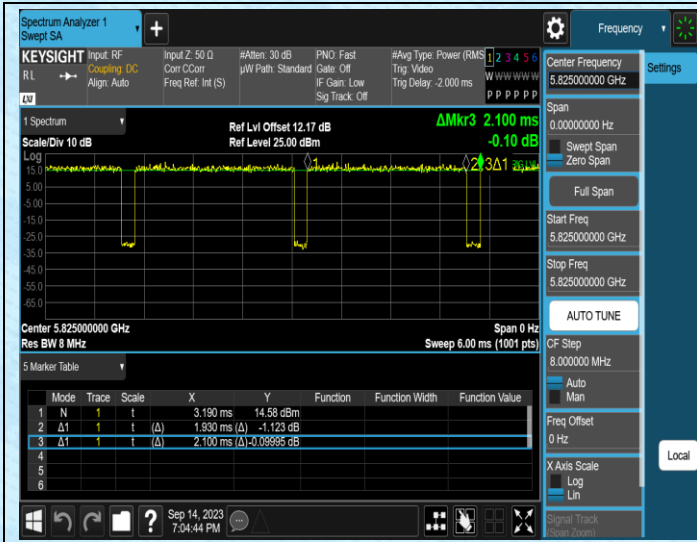 Spectrum Analyzer 1
Swept SA
Frequency
KEYSIGHT
RL
LXI
Input: RF
Coupling: DC
Align: Auto
Input Z: 50 Ω
Corr CCorr
Freq Ref: Int (S)
#Atten: 30 dB
µW Path: Standard
PNO: Fast
Gate: Off
IF Gain: Low
Sig Track: Off
#Avg Type: Power (RMS
Trig: Video
Trig Delay: -2.000 ms
1 2 3 4 5 6
W W W W W W
P P P P P P
1 Spectrum
Scale/Div 10 dB
Ref Lvl Offset 12.17 dB
Ref Level 25.00 dBm
ΔMkr3 2.100 ms
-0.10 dB
Log
15.0
5.00
-5.00
-15.0
-25.0
-35.0
-45.0
-55.0
-65.0
1
2
3Δ1
Center 5.825000000 GHz
Res BW 8 MHz
Span 0 Hz
Sweep 6.00 ms (1001 pts)
5 Marker Table
Mode Trace Scale X Y Function Function Width Function Value
1 N 1 t 3.190 ms 14.58 dBm
2 Δ1 1 t (Δ) 1.930 ms (Δ) -1.123 dB
3 Δ1 1 t (Δ) 2.100 ms (Δ) -0.09995 dB
4
5
6
Sep 14, 2023
7:04:44 PM
Center Frequency
5.825000000 GHz
Settings
Span
0.00000000 Hz
Swept Span
Zero Span
Full Span
Start Freq
5.825000000 GHz
Stop Freq
5.825000000 GHz
AUTO TUNE
CF Step
8.000000 MHz
Auto
Man
Freq Offset
0 Hz
X Axis Scale
Log
Lin
Signal Track
(Span Zoom)
Local